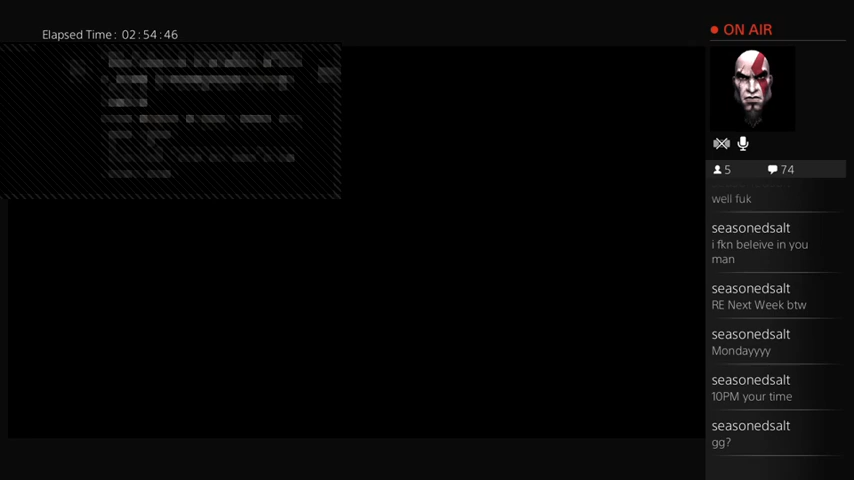 Elapsed Time: 02:54:46
ON AIR
5 74
well fuk
seasonedsalt
i fkn beleive in you
man
seasonedsalt
RE Next Week btw
seasonedsalt
Mondayyyy
seasonedsalt
10PM your time
seasonedsalt
gg?